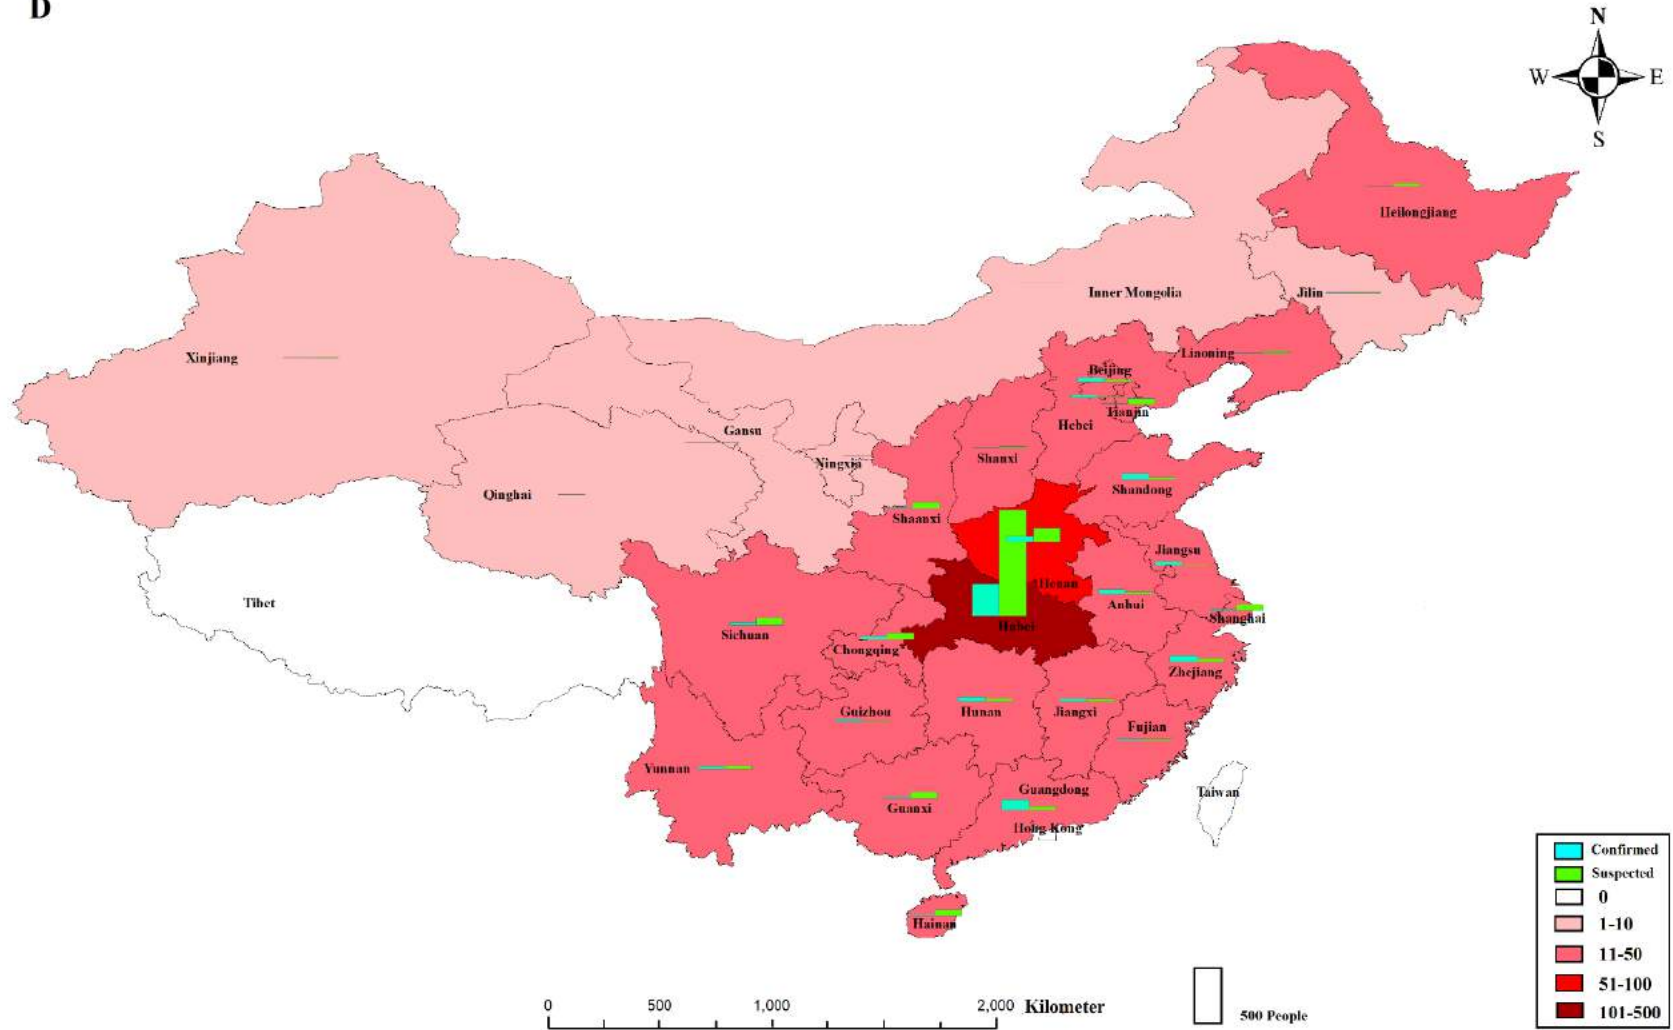 D
N
W E
S
Heilongjiang
Inner Mongolia
Jilin
Xinjiang
Liaoning
Beijing
Tianjin
Hebei
Gansu
Shanxi
Ningxia
Qinghai
Shandong
Shaanxi
Jiangsu
Henan
Tibet
Anhui
Shanghai
Hubei
Sichuan
Chongqing
Zhejiang
Guizhou
Hunan
Jiangxi
Fujian
Yunnan
Guangdong
Taiwan
Guanxi
Hong Kong
Hainan
Confirmed
Suspected
0
1-10
11-50
51-100
101-500
0 500 1,000 2,000 Kilometer
500 People